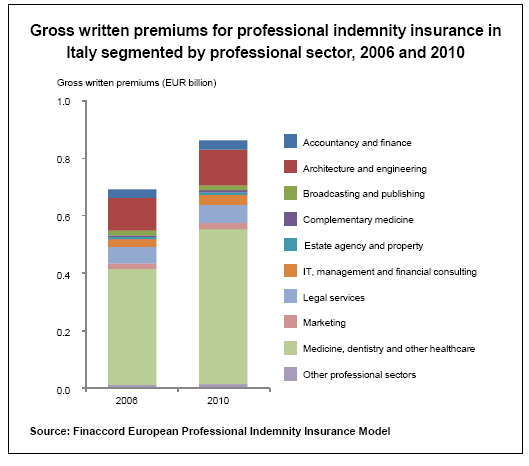 Gross written premiums for professional indemnity insurance in
Italy segmented by professional sector, 2006 and 2010
Gross written premiums (EUR billion)
1.0
0.8
0.6
0.4
0.2
0.0
2006
2010
Accountancy and finance
Architecture and engineering
Broadcasting and publishing
Complementary medicine
Estate agency and property
IT, management and financial consulting
Legal services
Marketing
Medicine, dentistry and other healthcare
Other professional sectors
Source: Finaccord European Professional Indemnity Insurance Model